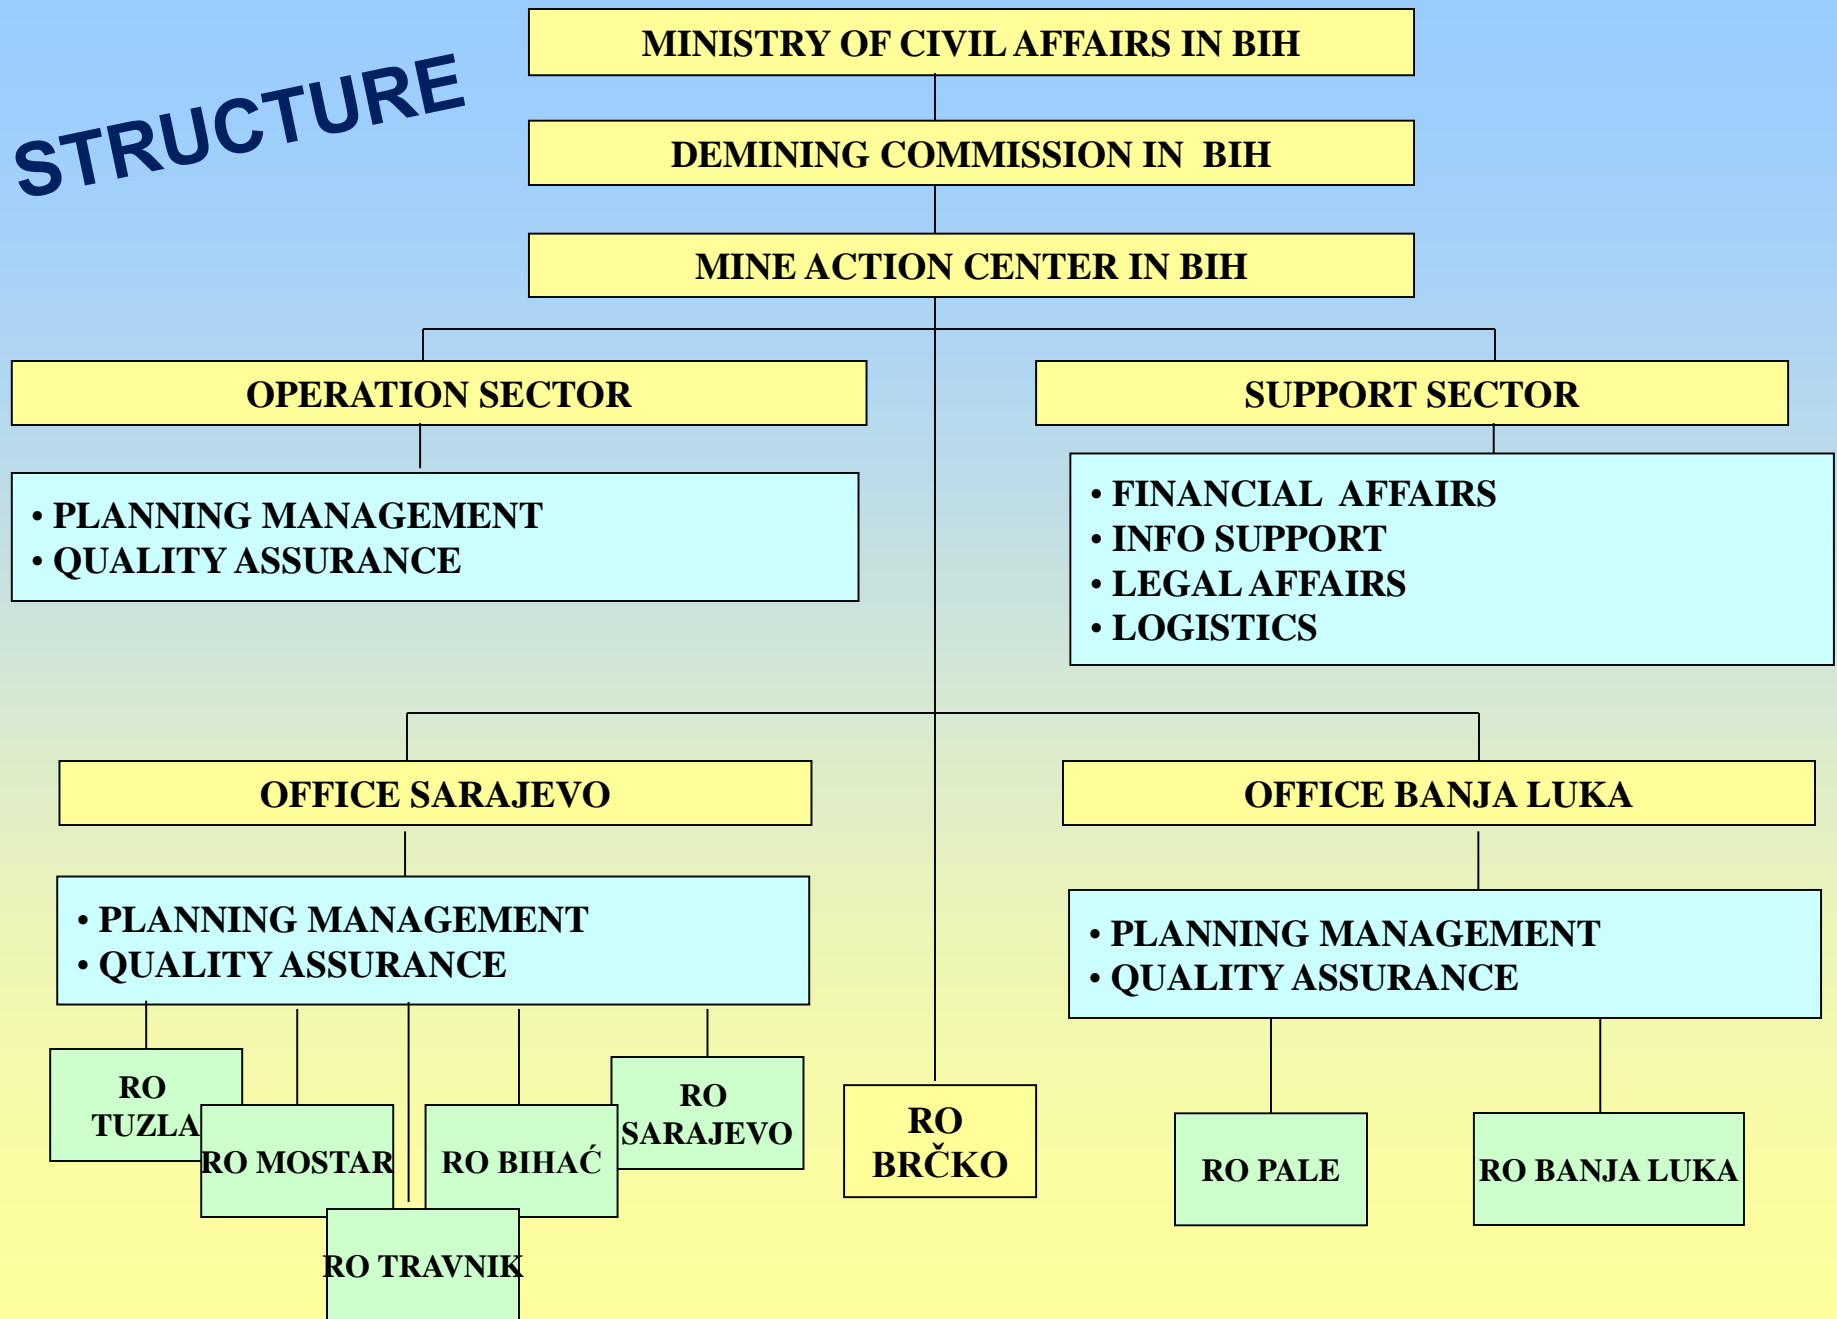 STRUCTURE
MINISTRY OF CIVIL AFFAIRS IN BIH
DEMINING COMMISSION IN BIH
MINE ACTION CENTER IN BIH
OPERATION SECTOR
SUPPORT SECTOR
• PLANNING MANAGEMENT
• QUALITY ASSURANCE
• FINANCIAL AFFAIRS
• INFO SUPPORT
• LEGAL AFFAIRS
• LOGISTICS
OFFICE SARAJEVO
OFFICE BANJA LUKA
• PLANNING MANAGEMENT
• QUALITY ASSURANCE
• PLANNING MANAGEMENT
• QUALITY ASSURANCE
RO
TUZLA
RO MOSTAR
RO TRAVNIK
RO BIHAĆ
RO
SARAJEVO
RO
BRČKO
RO PALE
RO BANJA LUKA